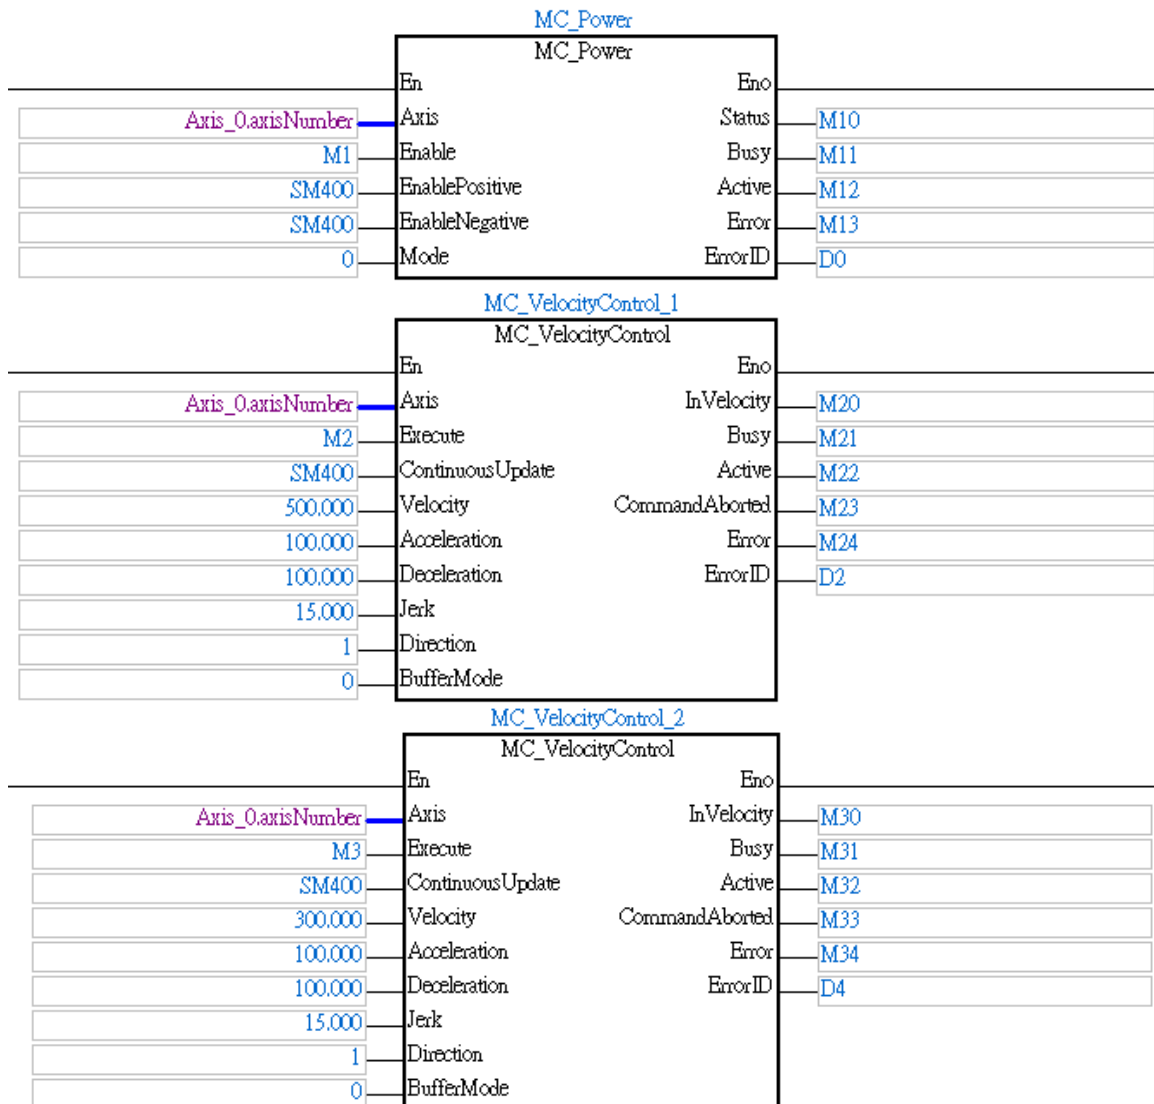 MC_Power
MC_Power
En Eno
Axis_0.axisNumber Axis Status M10
M1 Enable Busy M11
SM400 EnablePositive Active M12
SM400 EnableNegative Error M13
0 Mode ErrorID D0
MC_VelocityControl_1
MC_VelocityControl
En Eno
Axis_0.axisNumber Axis InVelocity M20
M2 Execute Busy M21
SM400 ContinuousUpdate Active M22
500.000 Velocity CommandAborted M23
100.000 Acceleration Error M24
100.000 Deceleration ErrorID D2
15.000 Jerk
1 Direction
0 BufferMode
MC_VelocityControl_2
MC_VelocityControl
En Eno
Axis_0.axisNumber Axis InVelocity M30
M3 Execute Busy M31
SM400 ContinuousUpdate Active M32
300.000 Velocity CommandAborted M33
100.000 Acceleration Error M34
100.000 Deceleration ErrorID D4
15.000 Jerk
1 Direction
0 BufferMode